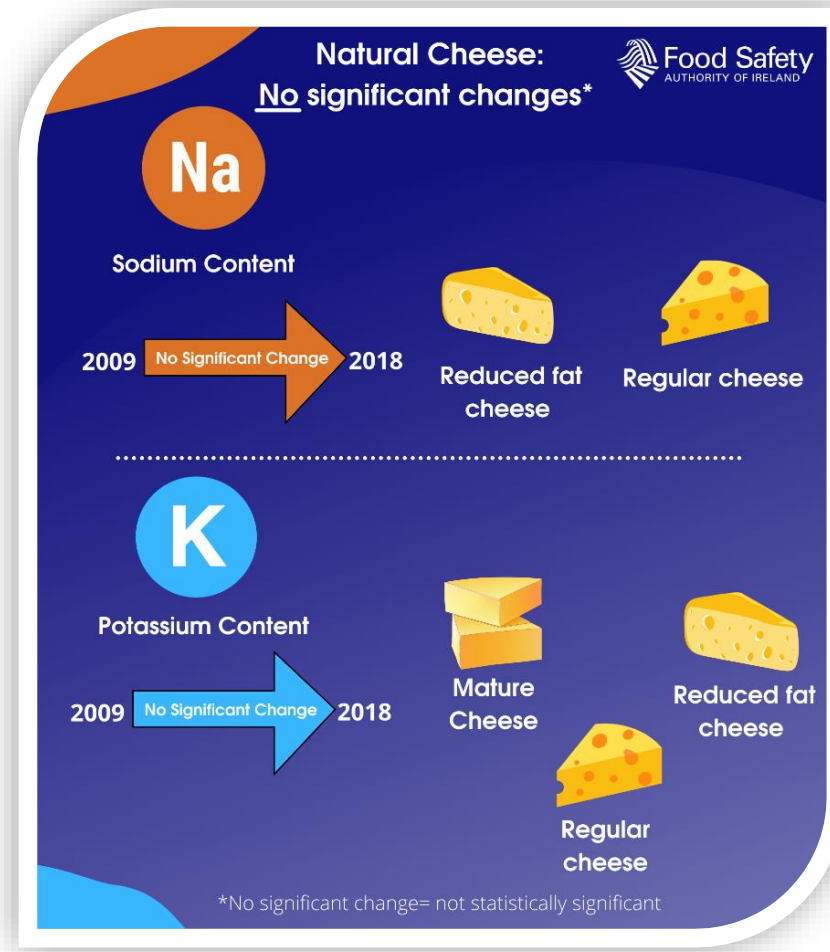 Natural Cheese:
No significant changes*
Food Safety
AUTHORITY OF IRELAND
Na
Sodium Content
2009 No Significant Change 2018
Reduced fat
cheese
Regular cheese
K
Potassium Content
2009 No Significant Change 2018
Mature
Cheese
Reduced fat
cheese
Regular
cheese
*No significant change= not statistically significant